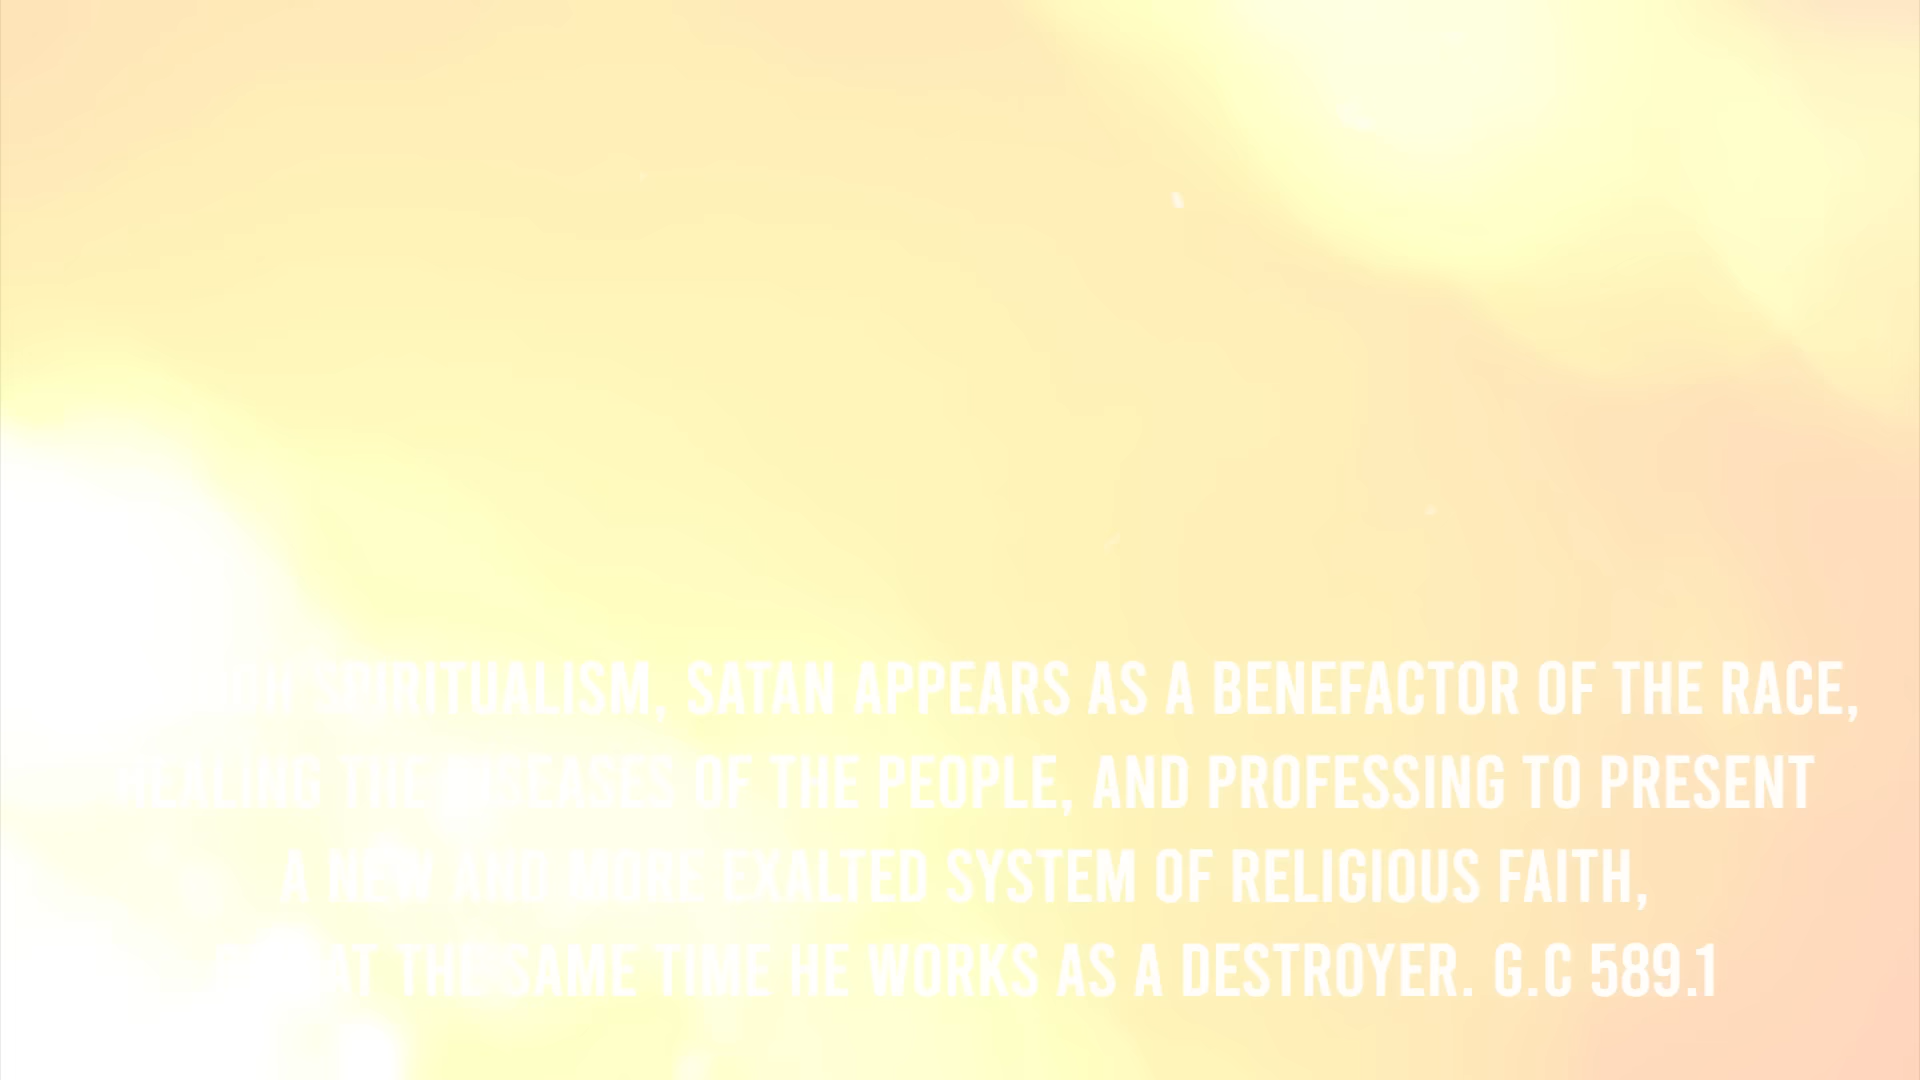 SPIRITUALISM, SATAN APPEARS AS A BENEFACTOR OF THE RACE,
HEALING THE DISEASES OF THE PEOPLE, AND PROFESSING TO PRESENT
A NEW AND MORE EXALTED SYSTEM OF RELIGIOUS FAITH,
AT THE SAME TIME HE WORKS AS A DESTROYER. G.C 589.1